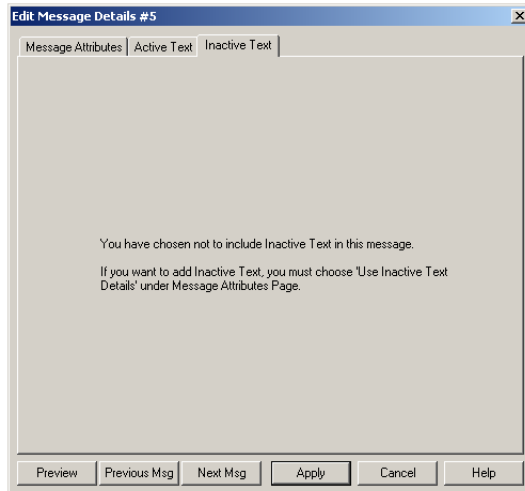 Edit Message Details #5
Message Attributes Active Text Inactive Text
You have chosen not to include Inactive Text in this message.
If you want to add Inactive Text, you must choose 'Use Inactive Text
Details' under Message Attributes Page.
Preview Previous Msg Next Msg Apply Cancel Help